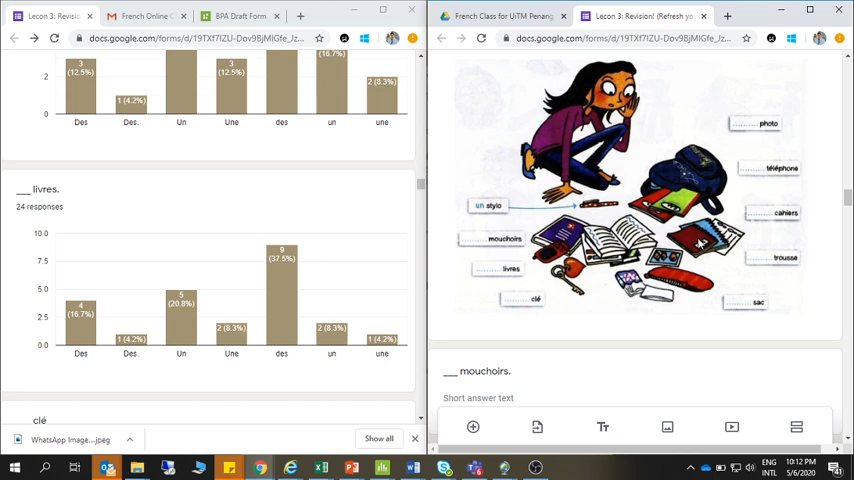 Lecon 3: Revisi
French Online C
BPA Draft Form
docs.google.com/forms/d/19TXf7IZU-Dov98jMlGfe_Jz...
2
0
3
(12.5%)
1 (4.2%)
3
(12.5%)
(16.7%)
2 (8.3%)
Des
Des.
Un
Une
des
un
une
___ livres.
24 responses
10.0
7.5
5.0
2.5
0.0
4
(16.7%)
1 (4.2%)
5
(20.8%)
2 (8.3%)
9
(37.5%)
2 (8.3%)
1 (4.2%)
Des
Des.
Un
Une
des
un
une
clé
WhatsApp Image....jpeg
Show all
French Class for UiTM Penang
Lecon 3: Revision! (Refresh you
docs.google.com/forms/d/19TXf7IZU-Dov98jMlGfe_Jz...
.......... photo
.......... téléphone
un stylo
.......... cahiers
.......... mouchoirs
.......... trousse
.......... livres
.......... clé
.......... sac
___ mouchoirs.
Short answer text
Tт
ENG
INTL
10:12 PM
5/6/2020
41